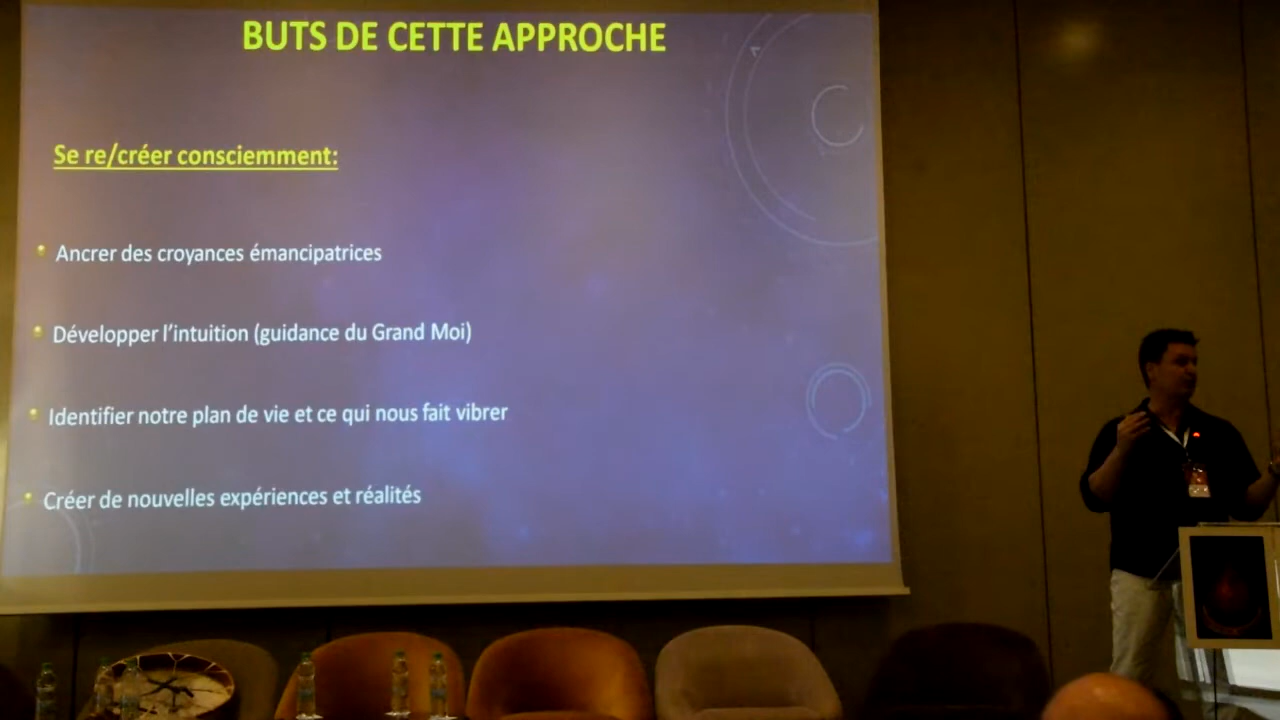 BUTS DE CETTE APPROCHE
Se re/créer consciemment:
Ancrer des croyances émancipatrices
Développer l'intuition (guidance du Grand Moi)
Identifier notre plan de vie et ce qui nous fait vibrer
Créer de nouvelles expériences et réalités